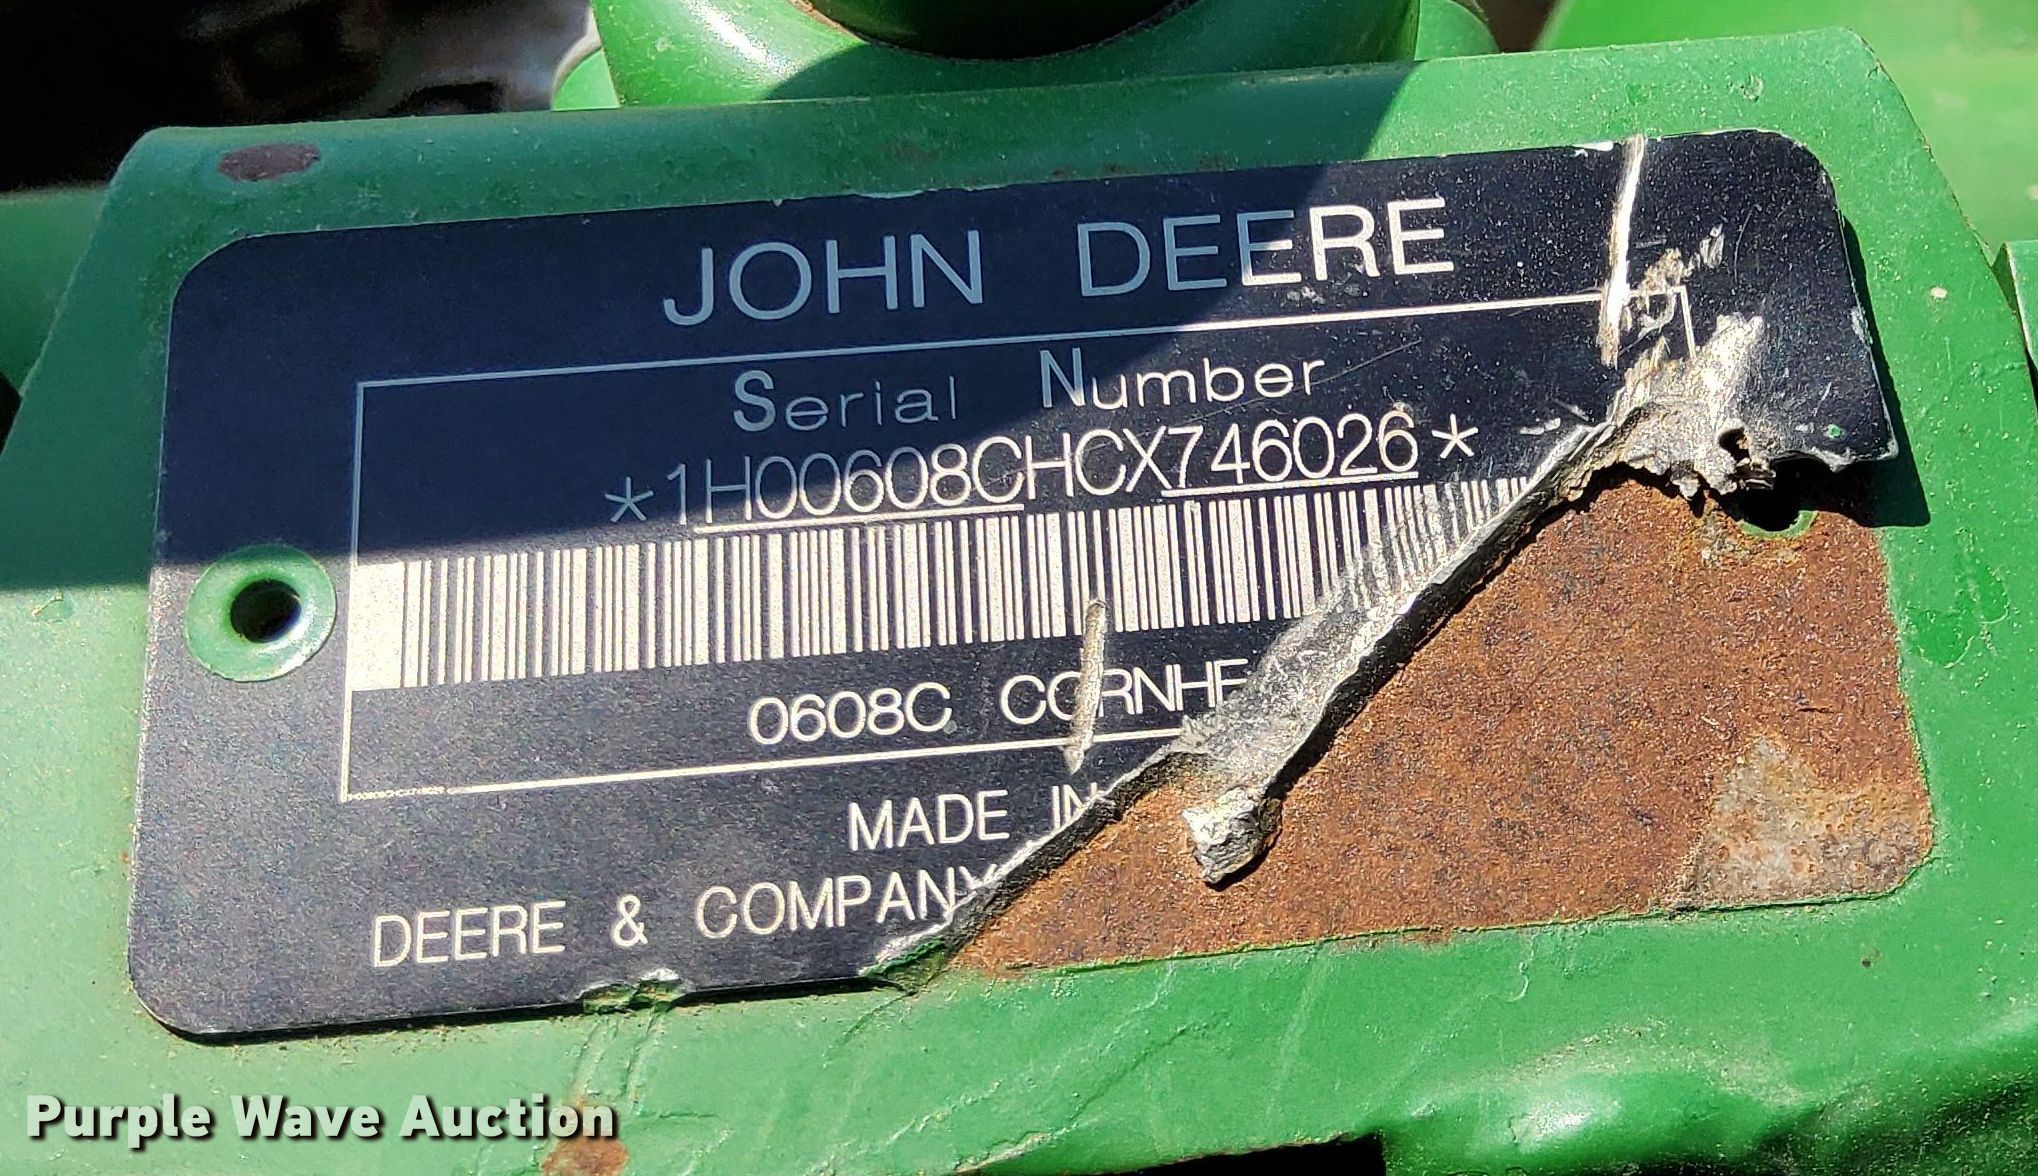 JOHN DEERE
Serial Number
*1H00608CHCX746026*
0608C CORNHE
MADE IN
DEERE & COMPANY
Purple Wave Auction